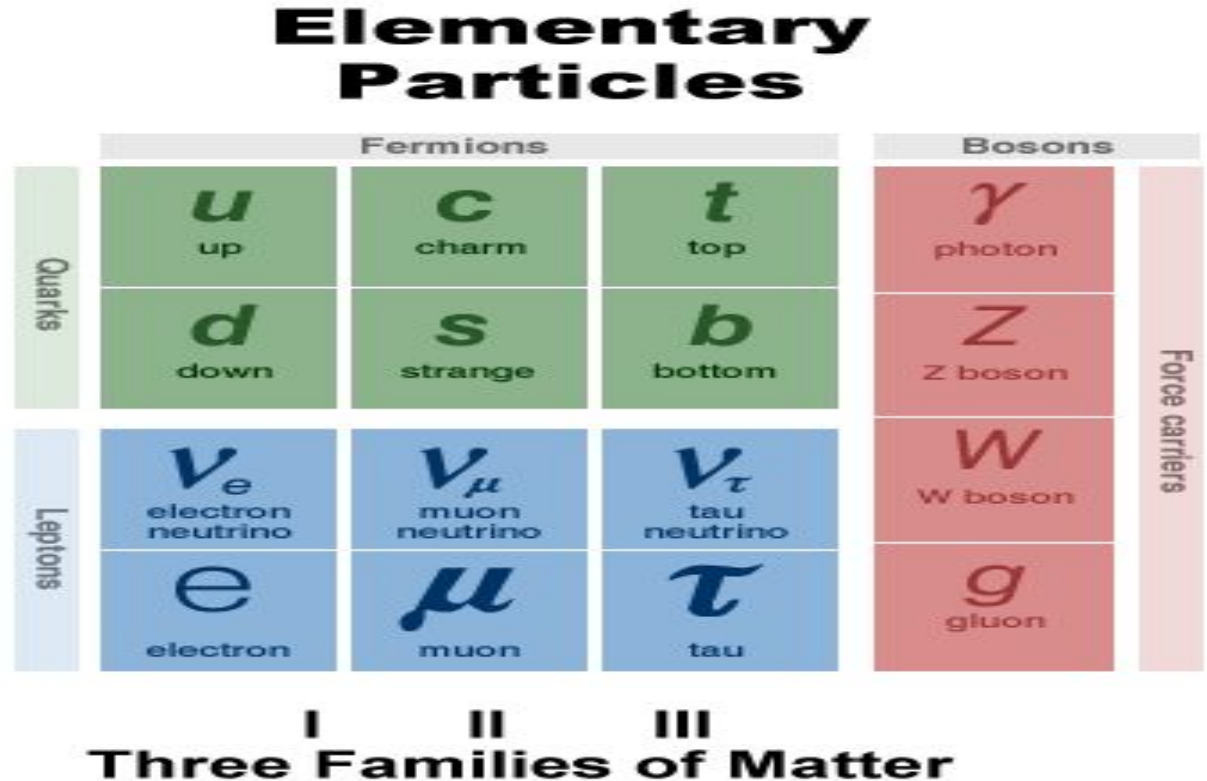 Elementary
Particles
Fermions
Bosons
Quarks
u
up
c
charm
t
top
d
down
s
strange
b
bottom
Leptons
νe
electron
neutrino
νμ
muon
neutrino
ντ
tau
neutrino
e
electron
μ
muon
τ
tau
γ
photon
Z
Z boson
W
W boson
g
gluon
Force carriers
I II III
Three Families of Matter